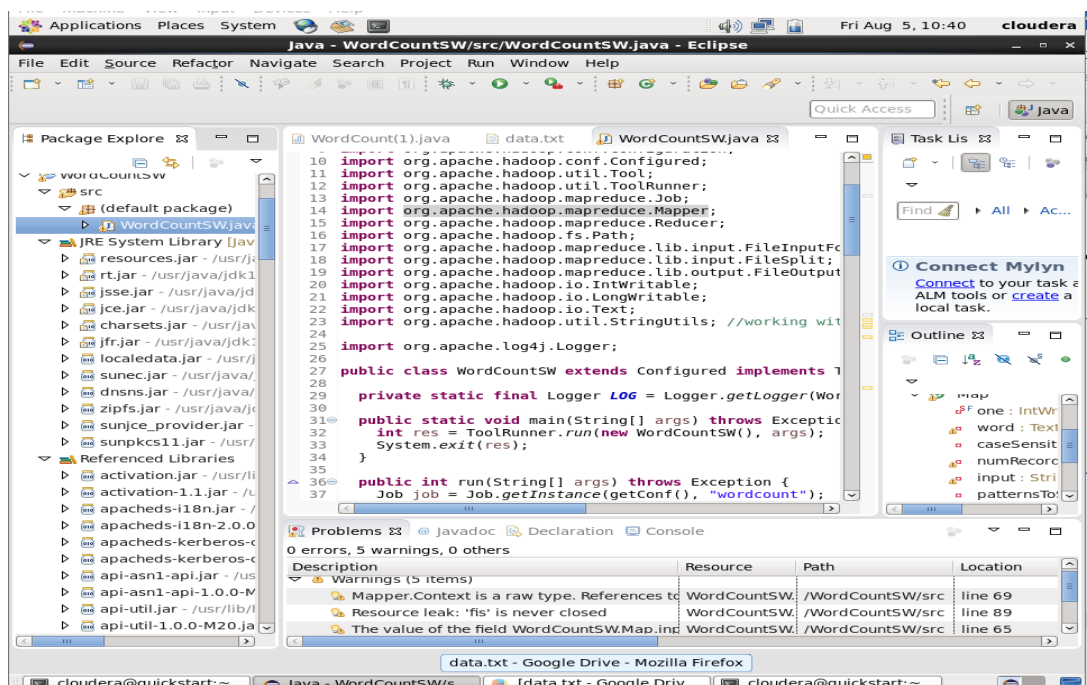 File Machine View Input Devices Help
Applications Places System Fri Aug 5, 10:40 cloudera
Java - WordCountSW/src/WordCountSW.java - Eclipse
File Edit Source Refactor Navigate Search Project Run Window Help
Quick Access Java
Package Explore
WordCountSW
src
(default package)
WordCountSW.java
JRE System Library [Jav
resources.jar - /usr/ja
rt.jar - /usr/java/jdk1
jsse.jar - /usr/java/jd
jce.jar - /usr/java/jdk
charsets.jar - /usr/jav
jfr.jar - /usr/java/jdk1
localedata.jar - /usr/j
sunec.jar - /usr/java/
dnsns.jar - /usr/java/
zipfs.jar - /usr/java/j
sunjce_provider.jar -
sunpkcs11.jar - /usr/
Referenced Libraries
activation.jar - /usr/li
activation-1.1.jar - /u
apacheds-i18n.jar - /
apacheds-i18n-2.0.0
apacheds-kerberos-c
apacheds-kerberos-c
api-asn1-api.jar - /us
api-asn1-api-1.0.0-M
api-util.jar - /usr/lib/h
api-util-1.0.0-M20.ja
WordCount(1).java data.txt WordCountSW.java
10 import org.apache.hadoop.conf.Configured;
11 import org.apache.hadoop.util.Tool;
12 import org.apache.hadoop.util.ToolRunner;
13 import org.apache.hadoop.mapreduce.Job;
14 import org.apache.hadoop.mapreduce.Mapper;
15 import org.apache.hadoop.mapreduce.Reducer;
16 import org.apache.hadoop.fs.Path;
17 import org.apache.hadoop.mapreduce.lib.input.FileInputFo
18 import org.apache.hadoop.mapreduce.lib.input.FileSplit;
19 import org.apache.hadoop.mapreduce.lib.output.FileOutput
20 import org.apache.hadoop.io.IntWritable;
21 import org.apache.hadoop.io.LongWritable;
22 import org.apache.hadoop.io.Text;
23 import org.apache.hadoop.util.StringUtils; //working wit
24
25 import org.apache.log4j.Logger;
26
27 public class WordCountSW extends Configured implements T
28
29 private static final Logger LOG = Logger.getLogger(Wor
30
31 public static void main(String[] args) throws Exceptio
32 int res = ToolRunner.run(new WordCountSW(), args);
33 System.exit(res);
34 }
35
36 public int run(String[] args) throws Exception {
37 Job job = Job.getInstance(getConf(), "wordcount");
Task Lis
Find All Ac...
Connect Mylyn
Connect to your task a
ALM tools or create a
local task.
Outline
Map
S F one : IntWr
word : Text
caseSensit
numRecord
input : Stri
patternsTo
Problems Javadoc Declaration Console
0 errors, 5 warnings, 0 others
Description Resource Path Location
Warnings (5 items)
Mapper.Context is a raw type. References to WordCountSW. /WordCountSW/src line 69
Resource leak: 'fis' is never closed WordCountSW. /WordCountSW/src line 89
The value of the field WordCountSW.Map.inp WordCountSW. /WordCountSW/src line 65
data.txt - Google Drive - Mozilla Firefox
cloudera@quickstart:~ Java - WordCountSW/s [data.txt - Google Driv cloudera@quickstart:~